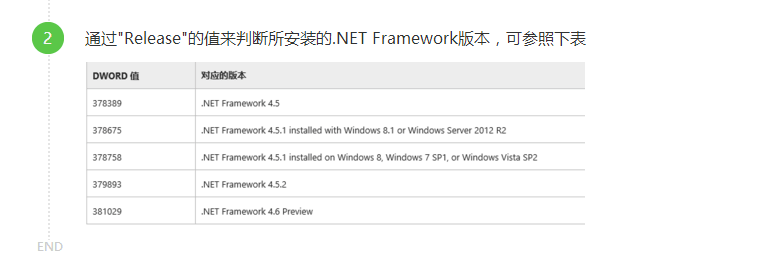 2 通过"Release"的值来判断所安装的.NET Framework版本，可参照下表
DWORD 值 对应的版本
378389 .NET Framework 4.5
378675 .NET Framework 4.5.1 installed with Windows 8.1 or Windows Server 2012 R2
378758 .NET Framework 4.5.1 installed on Windows 8, Windows 7 SP1, or Windows Vista SP2
379893 .NET Framework 4.5.2
381029 .NET Framework 4.6 Preview
END